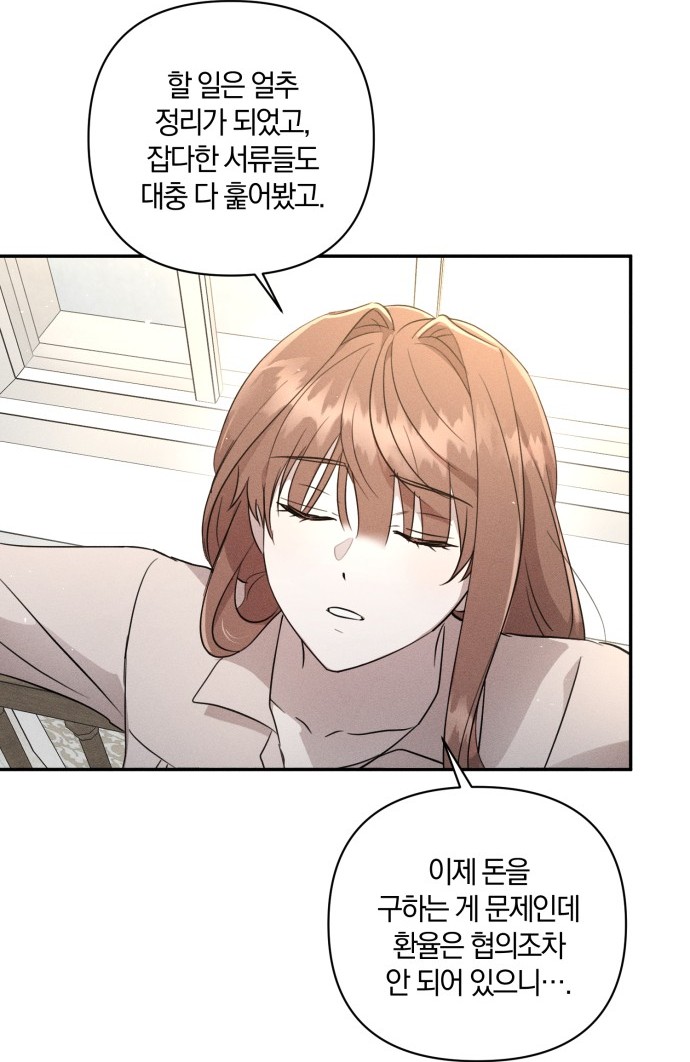 할 일은 얼추
정리가 되었고,
잡다한 서류들도
대충 다 훑어봤고.
이제 돈을
구하는 게 문제인데
환율은 협의조차
안 되어 있으니….